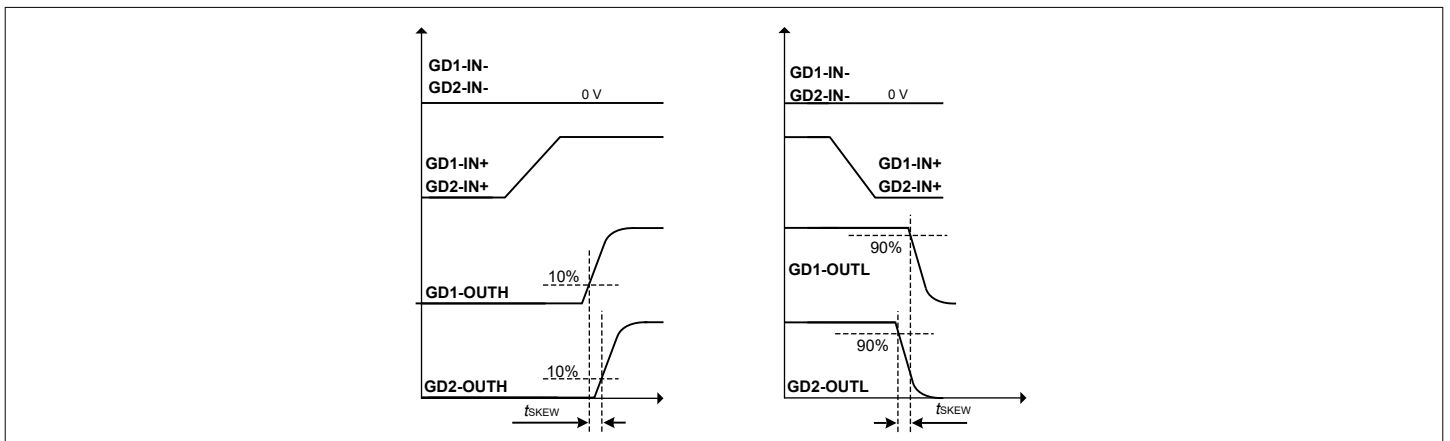 GD1-IN-
GD2-IN-
0 V
GD1-IN+
GD2-IN+
10%
GD1-OUTH
10%
GD2-OUTH
tSKEW
GD1-IN-
GD2-IN-
0 V
GD1-IN+
GD2-IN+
90%
GD1-OUTL
90%
GD2-OUTL
tSKEW